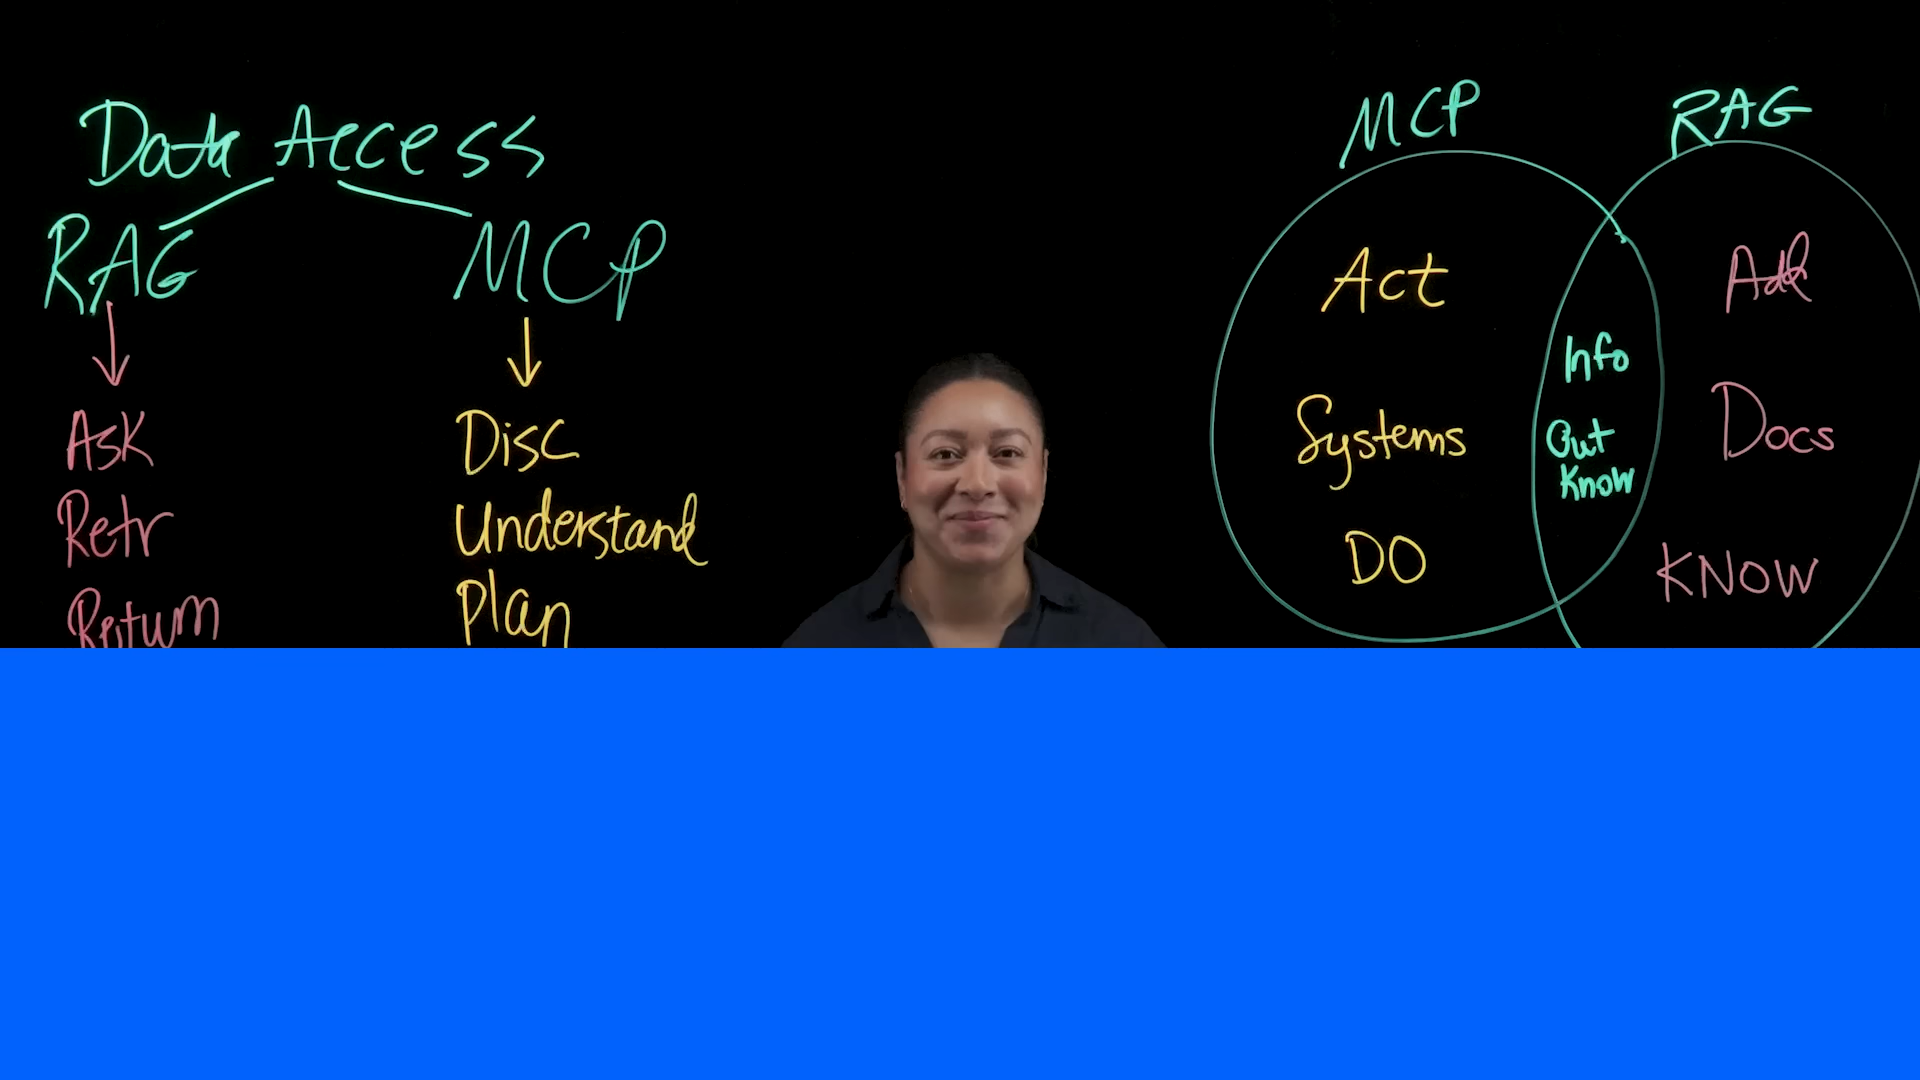 Data Access
RAG
MCP
Ask
Retr
Return
Disc
Understand
Plan
MCP
RAG
Act
Systems
DO
Info
Out
Know
Add
Docs
KNOW